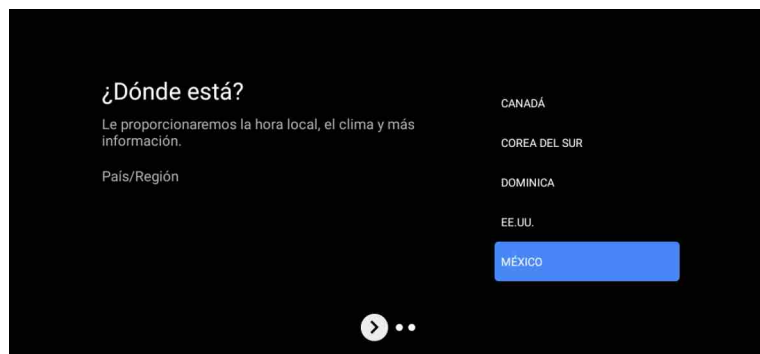 ¿Dónde está?
Le proporcionaremos la hora local, el clima y más
información.
País/Región
CANADÁ
COREA DEL SUR
DOMINICA
EE.UU.
MÉXICO